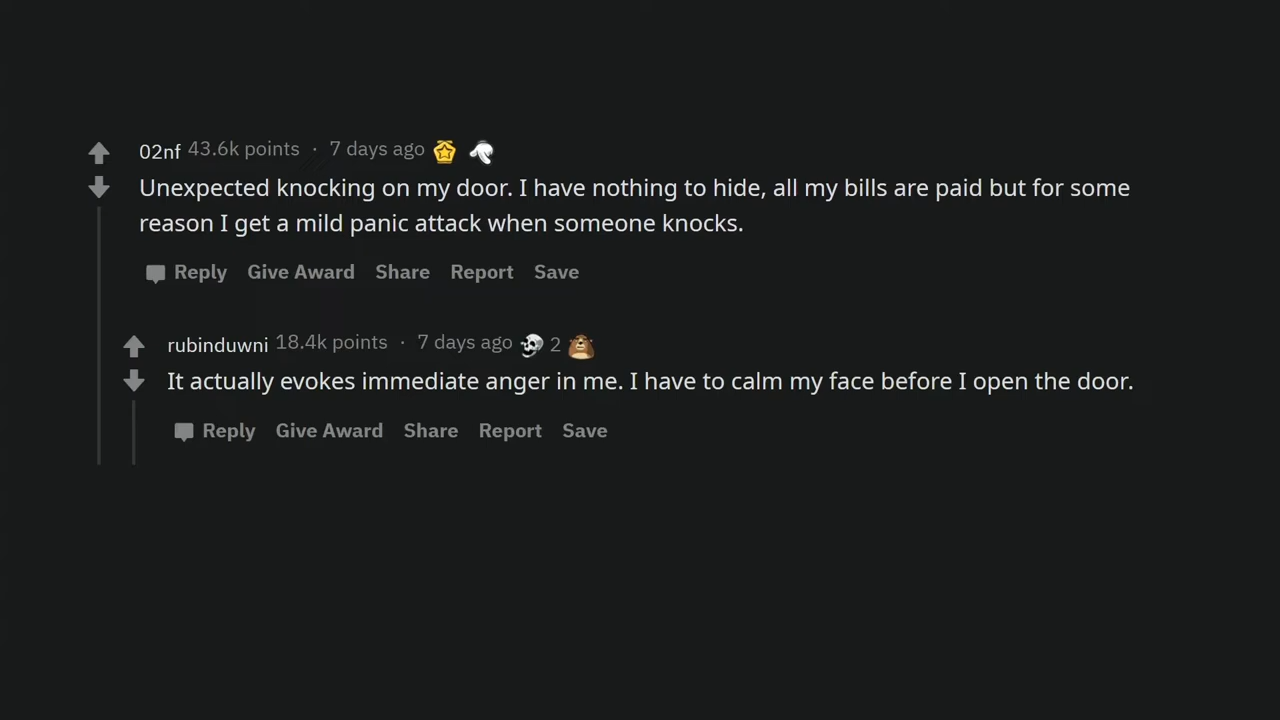 02nf 43.6k points · 7 days ago
Unexpected knocking on my door. I have nothing to hide, all my bills are paid but for some
reason I get a mild panic attack when someone knocks.
Reply Give Award Share Report Save
rubinduwni 18.4k points · 7 days ago 2
It actually evokes immediate anger in me. I have to calm my face before I open the door.
Reply Give Award Share Report Save